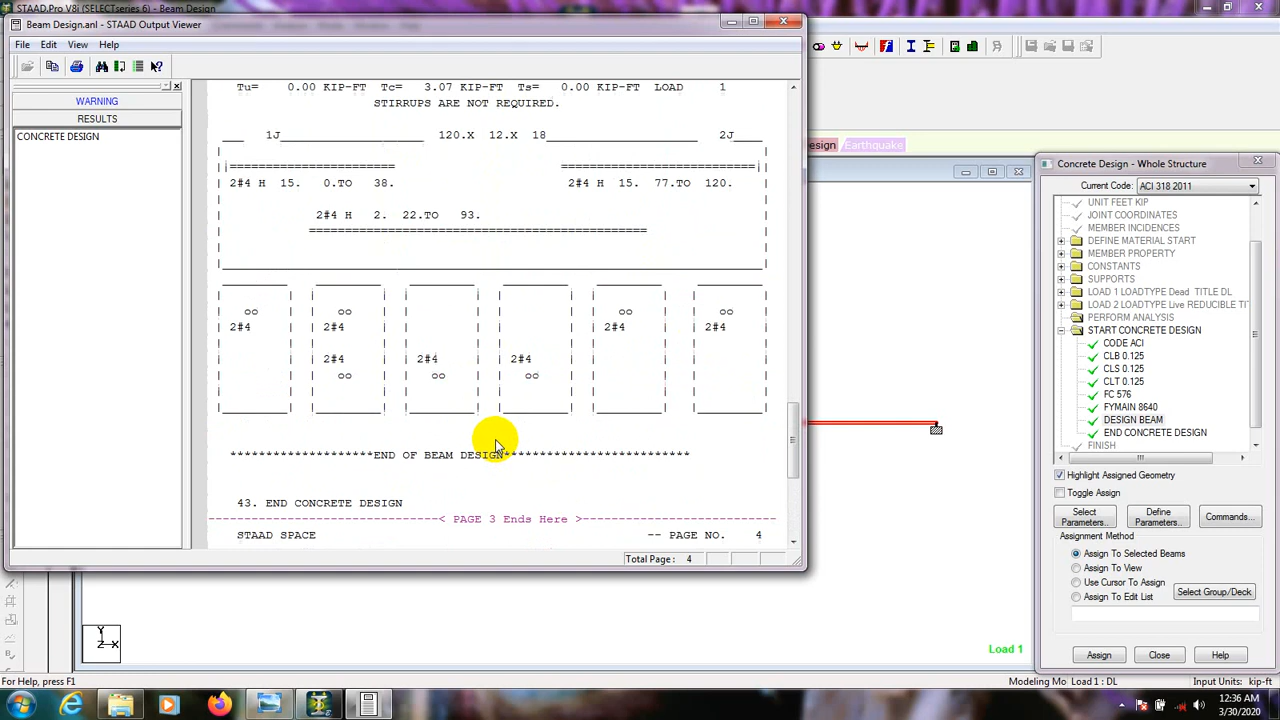 STAAD.Pro V8i (SELECTseries 6) - Beam Design
Beam Design.anl - STAAD Output Viewer
File Edit View Help
WARNING
RESULTS
CONCRETE DESIGN
Tu= 0.00 KIP-FT Tc= 3.07 KIP-FT Ts= 0.00 KIP-FT LOAD 1
STIRRUPS ARE NOT REQUIRED.
___ 1J____________________ 120.X 12.X 18_____________________ 2J____
2#4 H 15. 0.TO 38. 2#4 H 15. 77.TO 120.
2#4 H 2. 22.TO 93.
oo oo oo oo
2#4 2#4 2#4 2#4
2#4 2#4 2#4
oo oo oo
********************END OF BEAM DESIGN**************************
43. END CONCRETE DESIGN
< PAGE 3 Ends Here >
STAAD SPACE -- PAGE NO. 4
Total Page : 4
esign
Earthquake
Load 1
Concrete Design - Whole Structure
Current Code: ACI 318 2011
UNIT FEET KIP
JOINT COORDINATES
MEMBER INCIDENCES
DEFINE MATERIAL START
MEMBER PROPERTY
CONSTANTS
SUPPORTS
LOAD 1 LOADTYPE Dead TITLE DL
LOAD 2 LOADTYPE Live REDUCIBLE TI
PERFORM ANALYSIS
START CONCRETE DESIGN
CODE ACI
CLB 0.125
CLS 0.125
CLT 0.125
FC 576
FYMAIN 8640
DESIGN BEAM
END CONCRETE DESIGN
FINISH
Highlight Assigned Geometry
Toggle Assign
Select Parameters...
Define Parameters...
Commands...
Assignment Method
Assign To Selected Beams
Assign To View
Use Cursor To Assign
Assign To Edit List
Select Group/Deck
Assign Close Help
Y
Z X
For Help, press F1
Modeling Mo Load 1 : DL Input Units: kip-ft
12:36 AM
3/30/2020